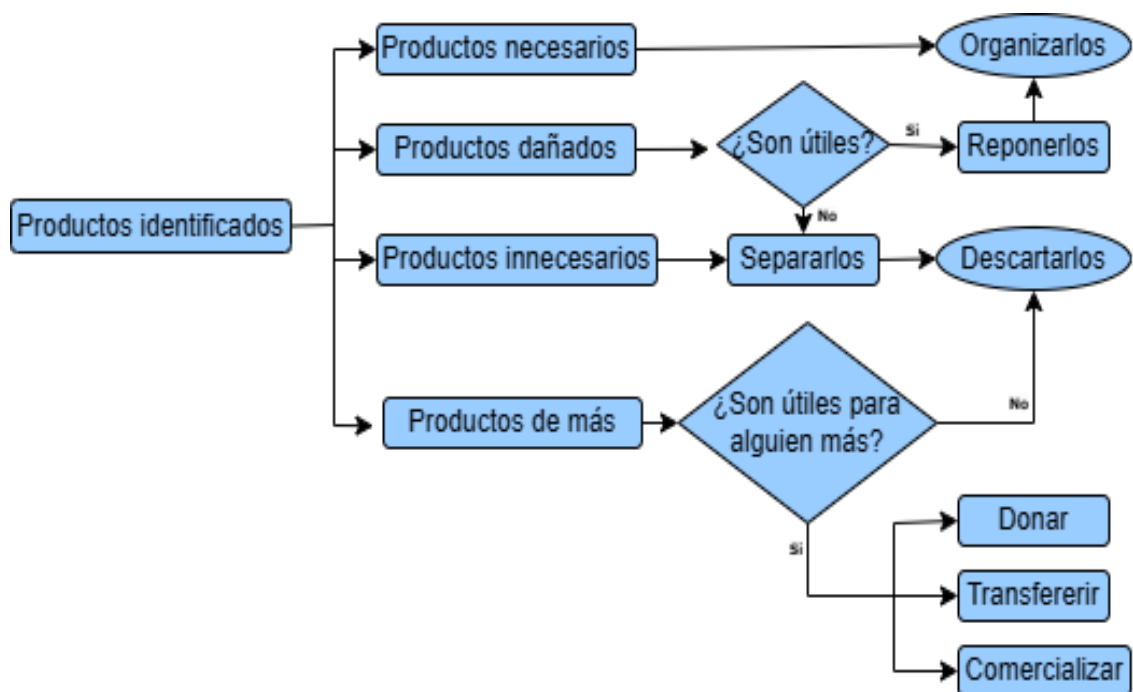 Productos necesarios
Organizarlos
Productos dañados
¿Son útiles?
Si
Reponerlos
Productos identificados
No
Productos innecesarios
Separarlos
Descartarlos
Productos de más
¿Son útiles para
alguien más?
No
Si
Donar
Transfererir
Comercializar